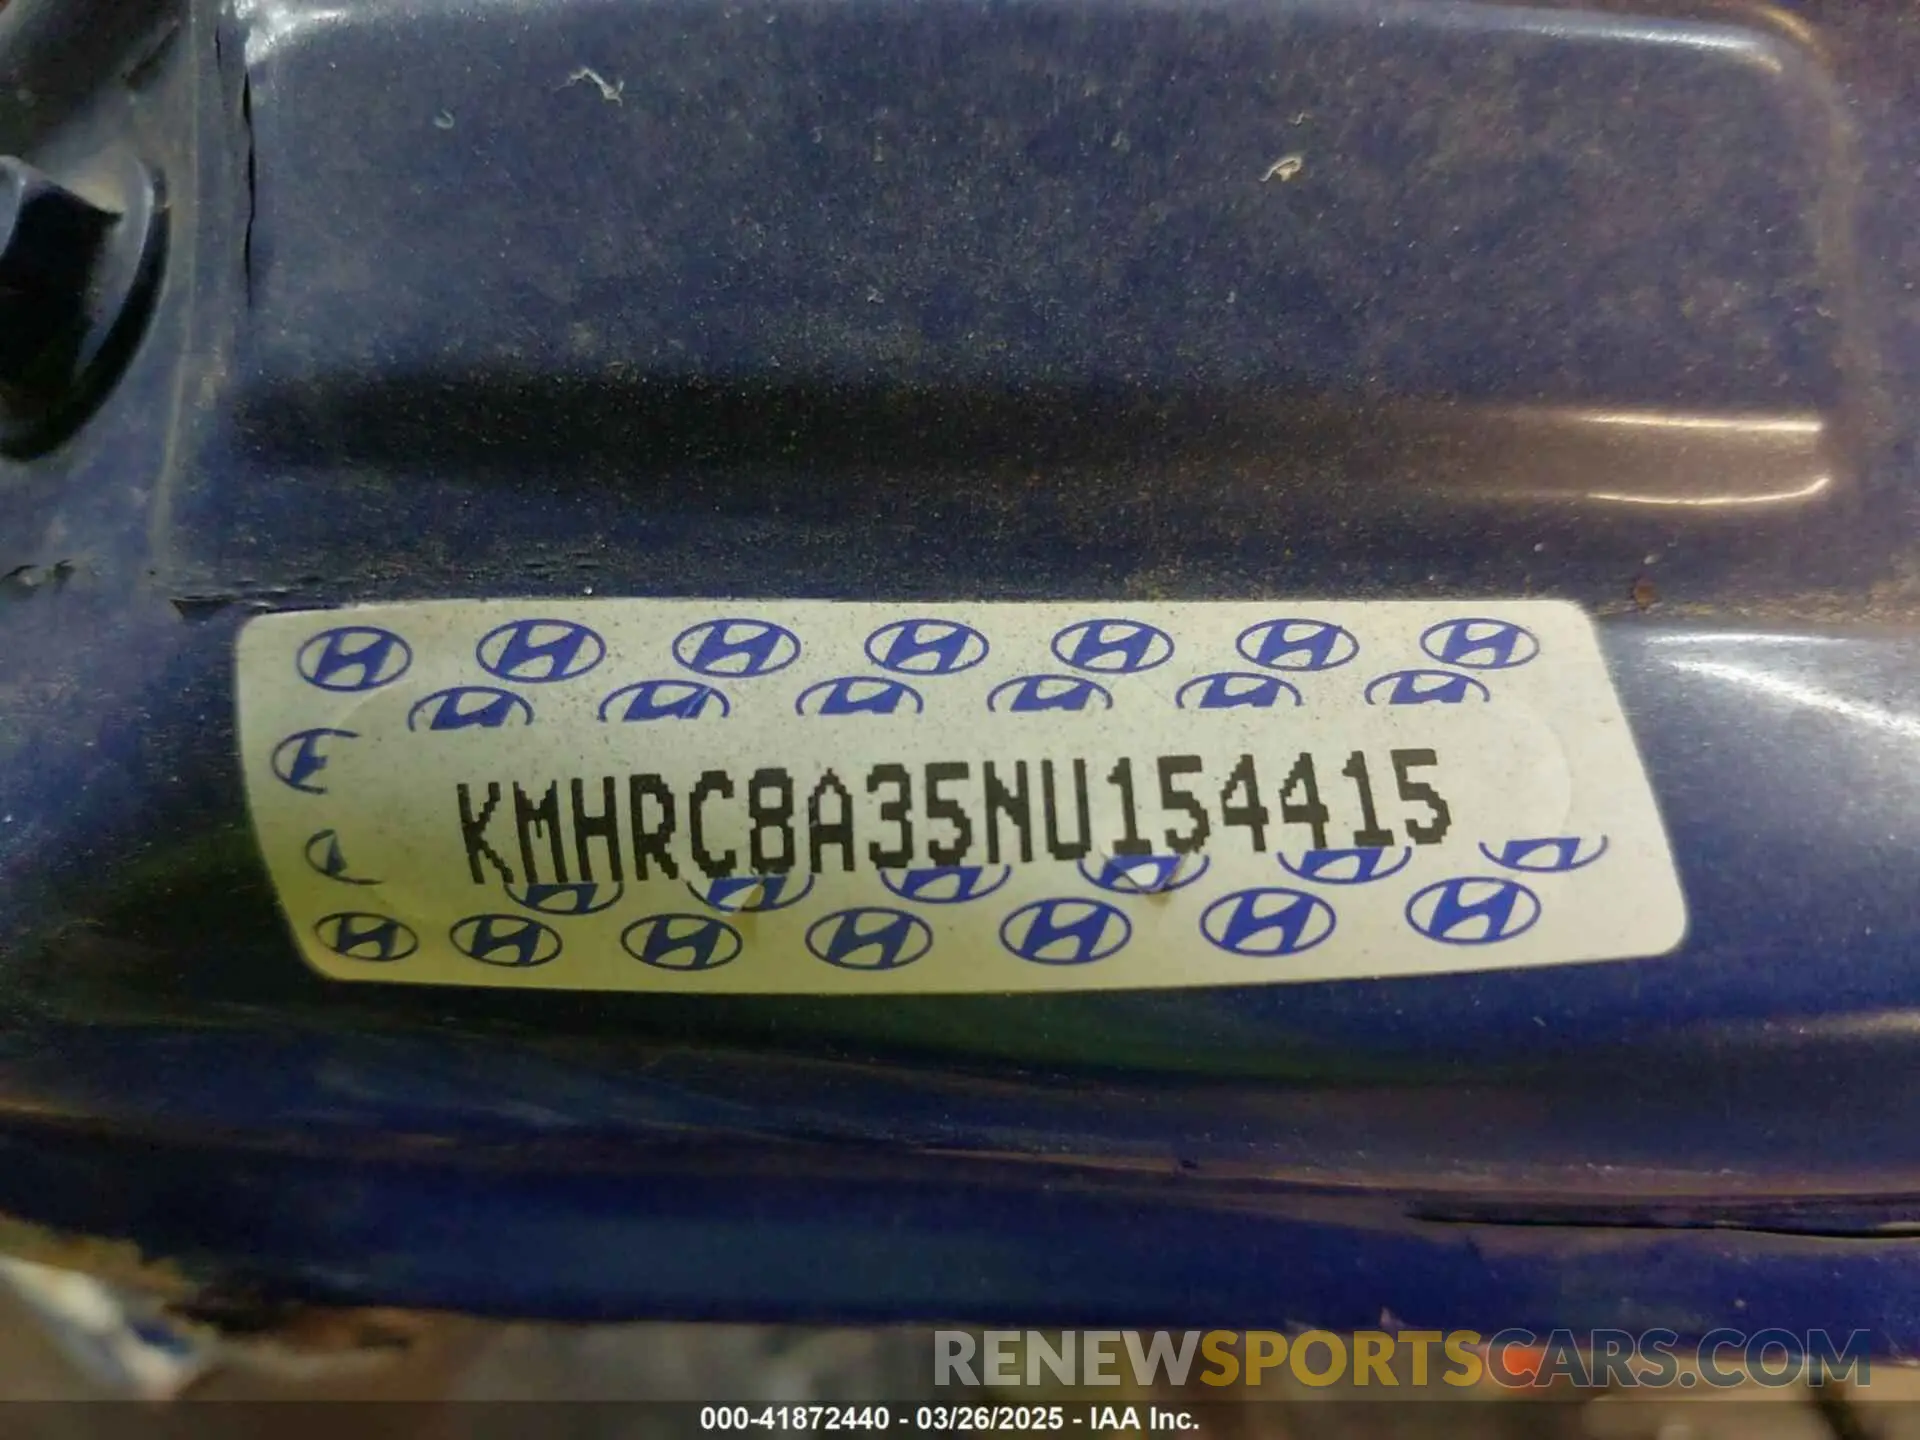 KMHRC8A35NU154415
RENEWSPORTSCARS.COM
000-41872440 - 03/26/2025 - IAA Inc.